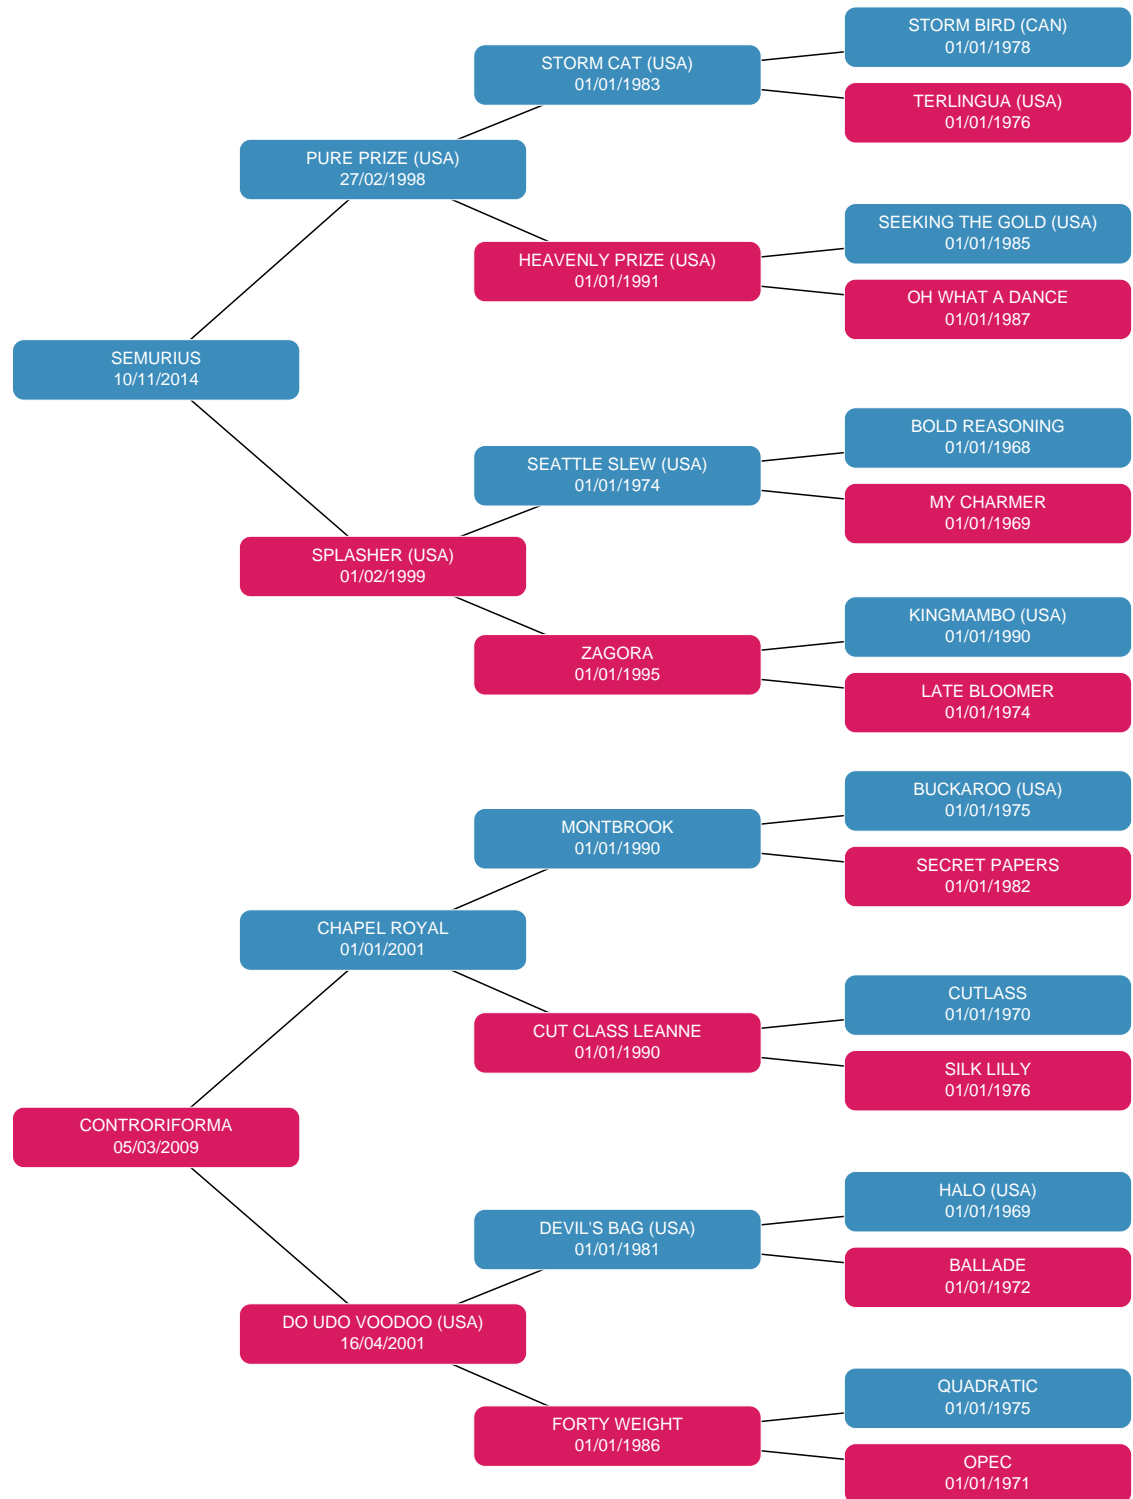 STORM BIRD (CAN)
01/01/1978
STORM CAT (USA)
01/01/1983
TERLINGUA (USA)
01/01/1976
PURE PRIZE (USA)
27/02/1998
SEEKING THE GOLD (USA)
01/01/1985
HEAVENLY PRIZE (USA)
01/01/1991
OH WHAT A DANCE
01/01/1987
SEMURIUS
10/11/2014
BOLD REASONING
01/01/1968
SEATTLE SLEW (USA)
01/01/1974
MY CHARMER
01/01/1969
SPLASHER (USA)
01/02/1999
KINGMAMBO (USA)
01/01/1990
ZAGORA
01/01/1995
LATE BLOOMER
01/01/1974
BUCKAROO (USA)
01/01/1975
MONTBROOK
01/01/1990
SECRET PAPERS
01/01/1982
CHAPEL ROYAL
01/01/2001
CUTLASS
01/01/1970
CUT CLASS LEANNE
01/01/1990
SILK LILLY
01/01/1976
CONTRORIFORMA
05/03/2009
HALO (USA)
01/01/1969
DEVIL'S BAG (USA)
01/01/1981
BALLADE
01/01/1972
DO UDO VOODOO (USA)
16/04/2001
QUADRATIC
01/01/1975
FORTY WEIGHT
01/01/1986
OPEC
01/01/1971